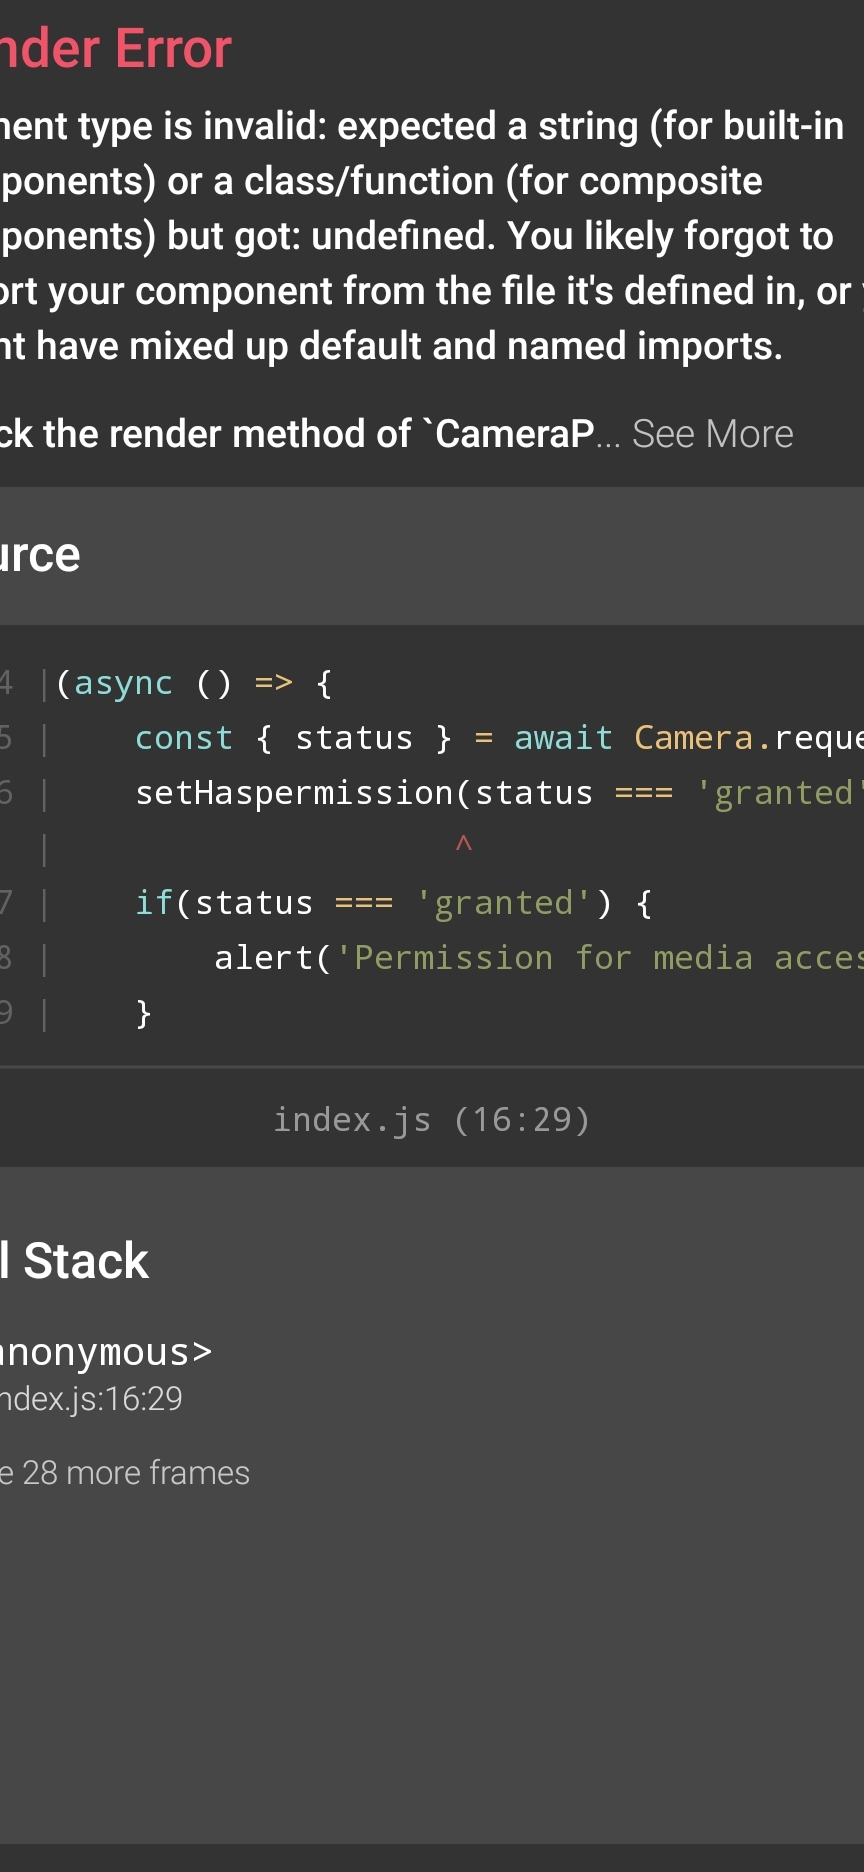 nder Error
nent type is invalid: expected a string (for built-in
ponents) or a class/function (for composite
ponents) but got: undefined. You likely forgot to
ort your component from the file it's defined in, or
nt have mixed up default and named imports.
ck the render method of `CameraP... See More
urce
4 |(async () => {
5 |    const { status } = await Camera.reque
6 |    setHaspermission(status === 'granted'
  |                    ^
7 |    if(status === 'granted') {
8 |        alert('Permission for media acces
9 |    }
index.js (16:29)
l Stack
anonymous>
ndex.js:16:29
e 28 more frames